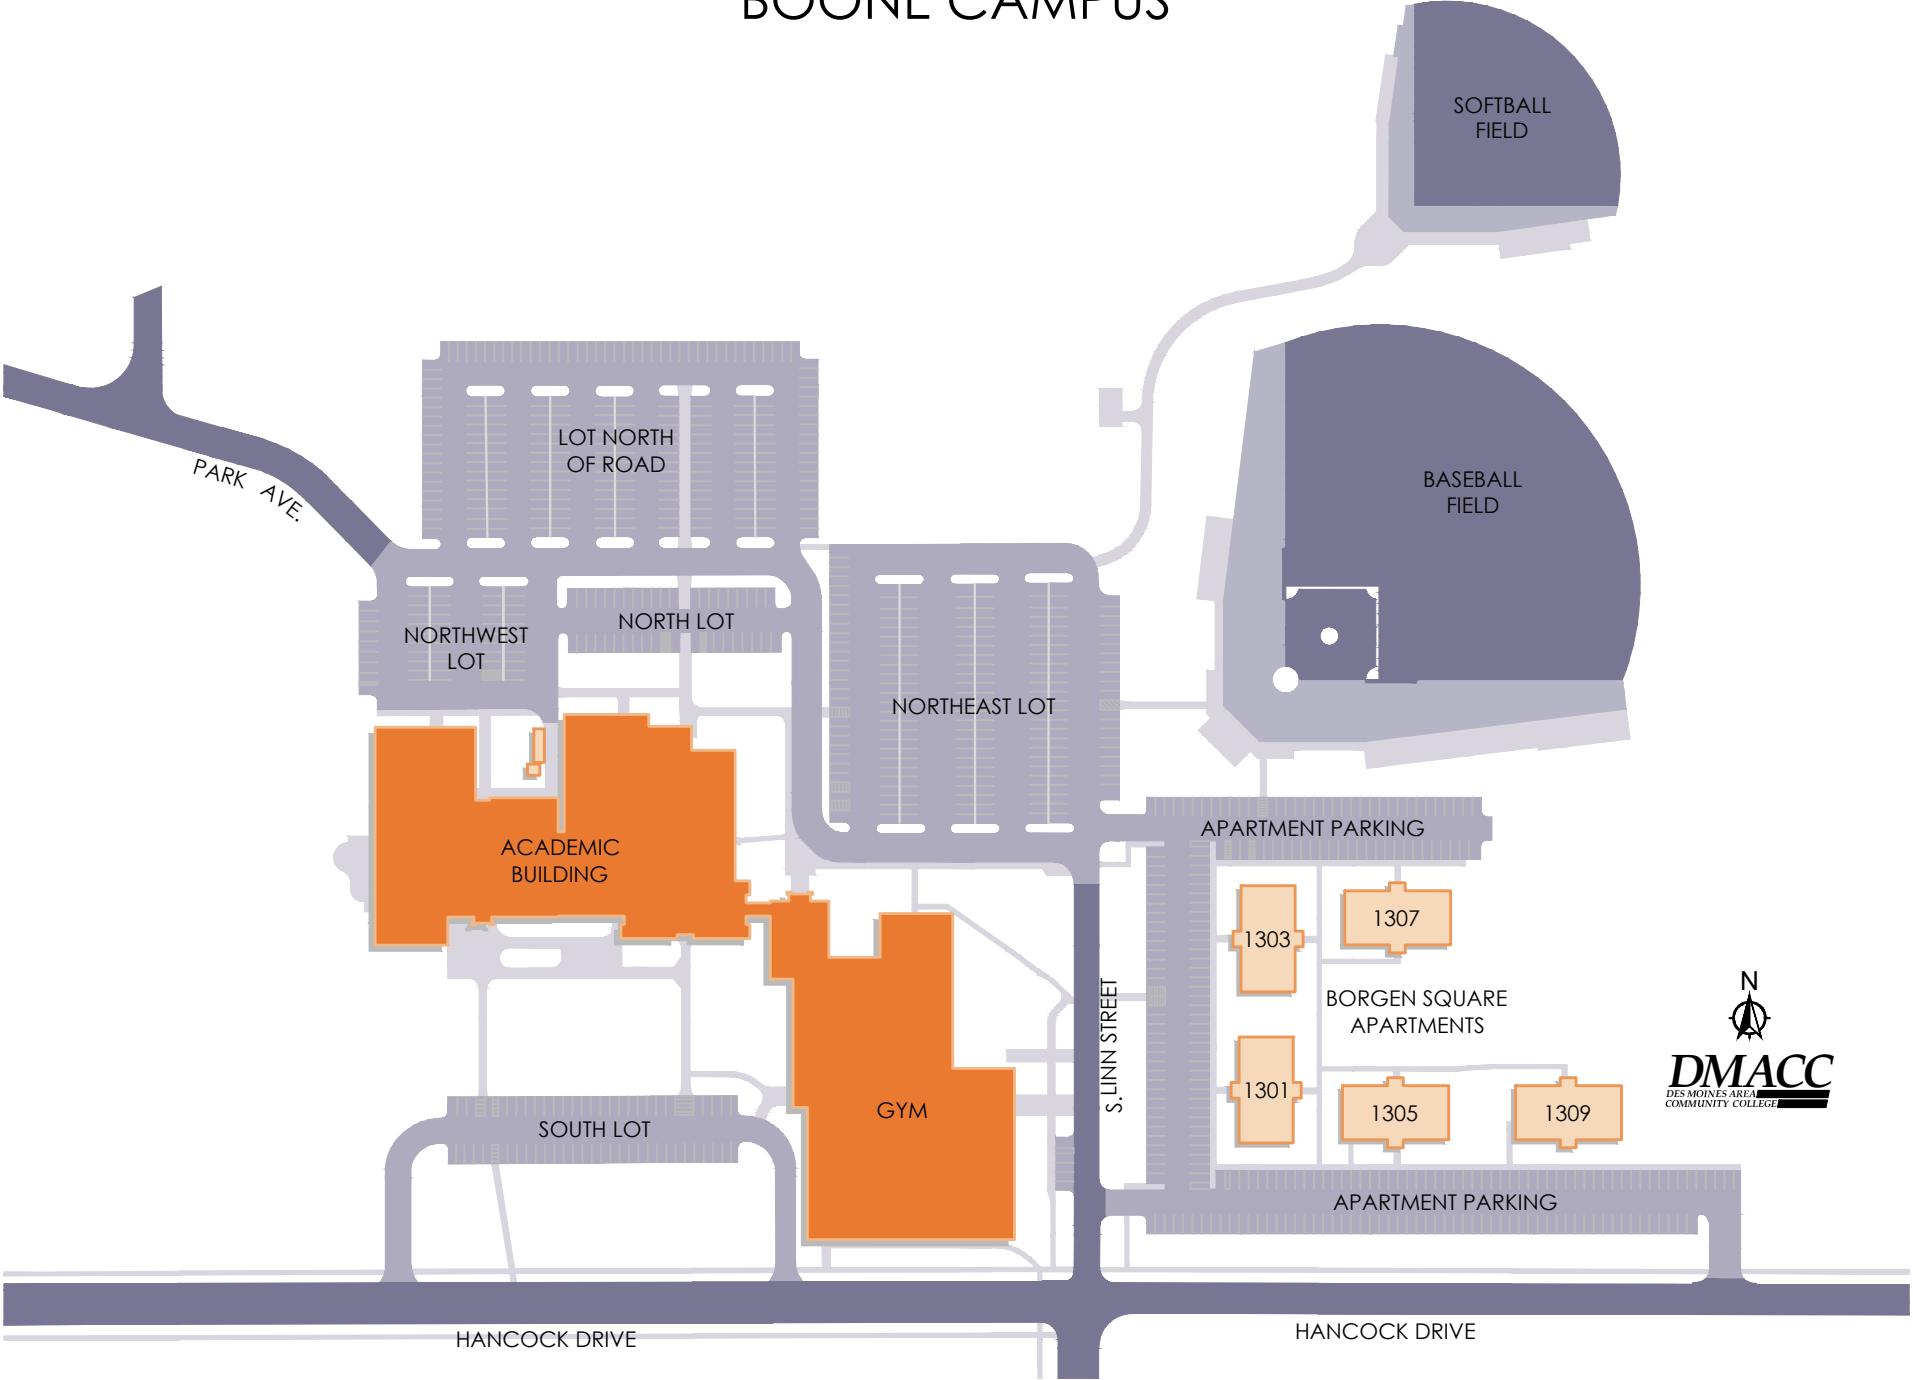 BOONE CAMPUS
SOFTBALL
FIELD
LOT NORTH
OF ROAD
PARK AVE.
BASEBALL
FIELD
NORTHWEST
LOT
NORTH LOT
NORTHEAST LOT
APARTMENT PARKING
ACADEMIC
BUILDING
1307
1303
BORGEN SQUARE
APARTMENTS
N
S. LINN STREET
DMACC
DES MOINES AREA
COMMUNITY COLLEGE
1301
GYM
1305
1309
SOUTH LOT
APARTMENT PARKING
HANCOCK DRIVE
HANCOCK DRIVE